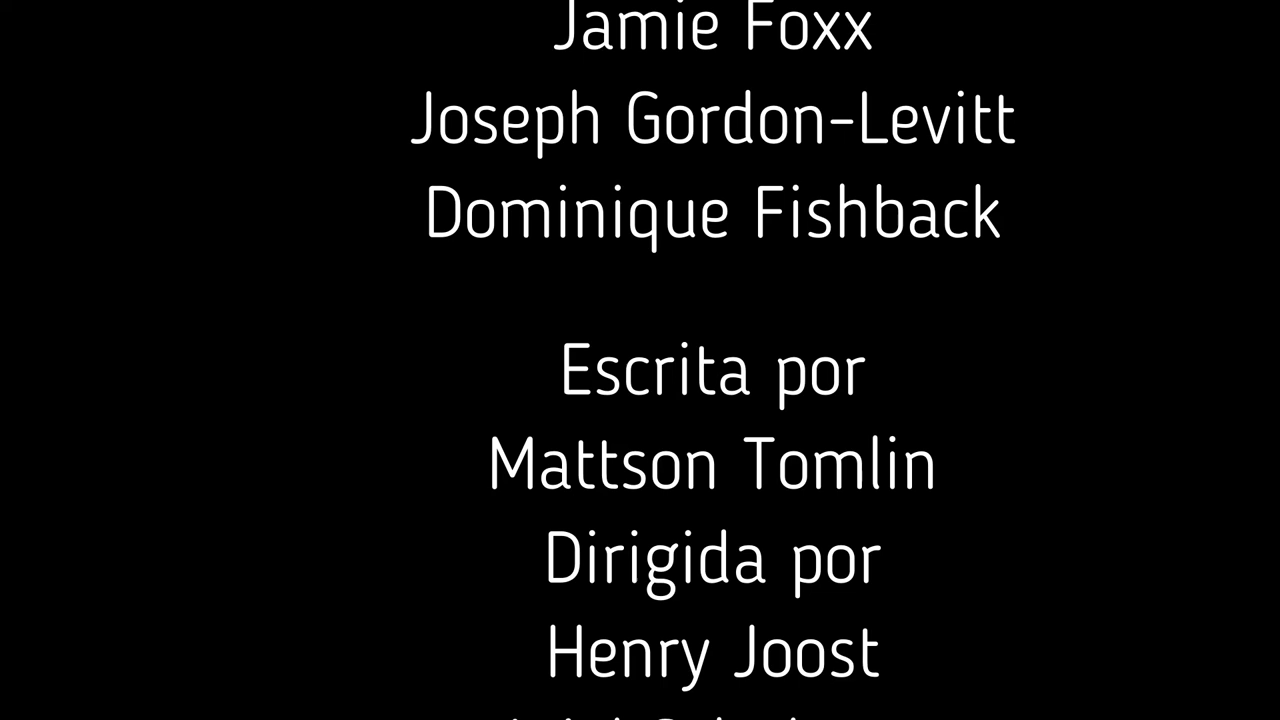 Jamie Foxx
Joseph Gordon-Levitt
Dominique Fishback
Escrita por
Mattson Tomlin
Dirigida por
Henry Joost